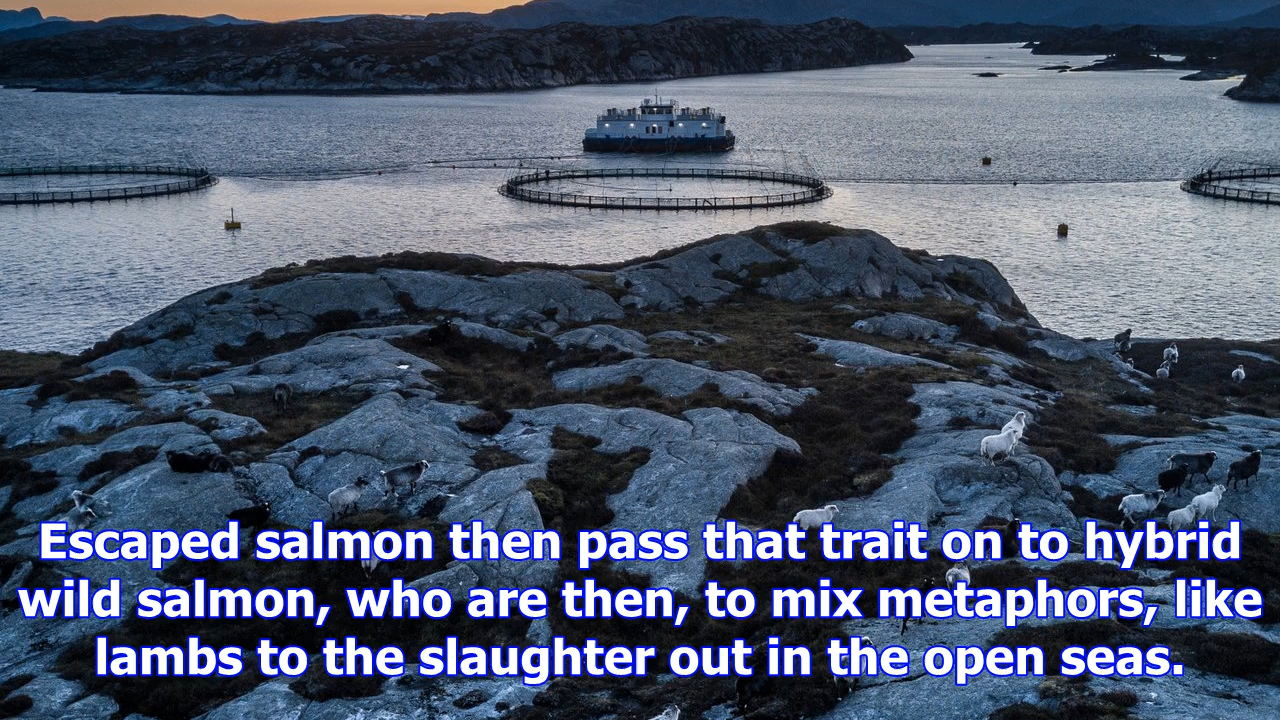 Escaped salmon then pass that trait on to hybrid
wild salmon, who are then, to mix metaphors, like
lambs to the slaughter out in the open seas.